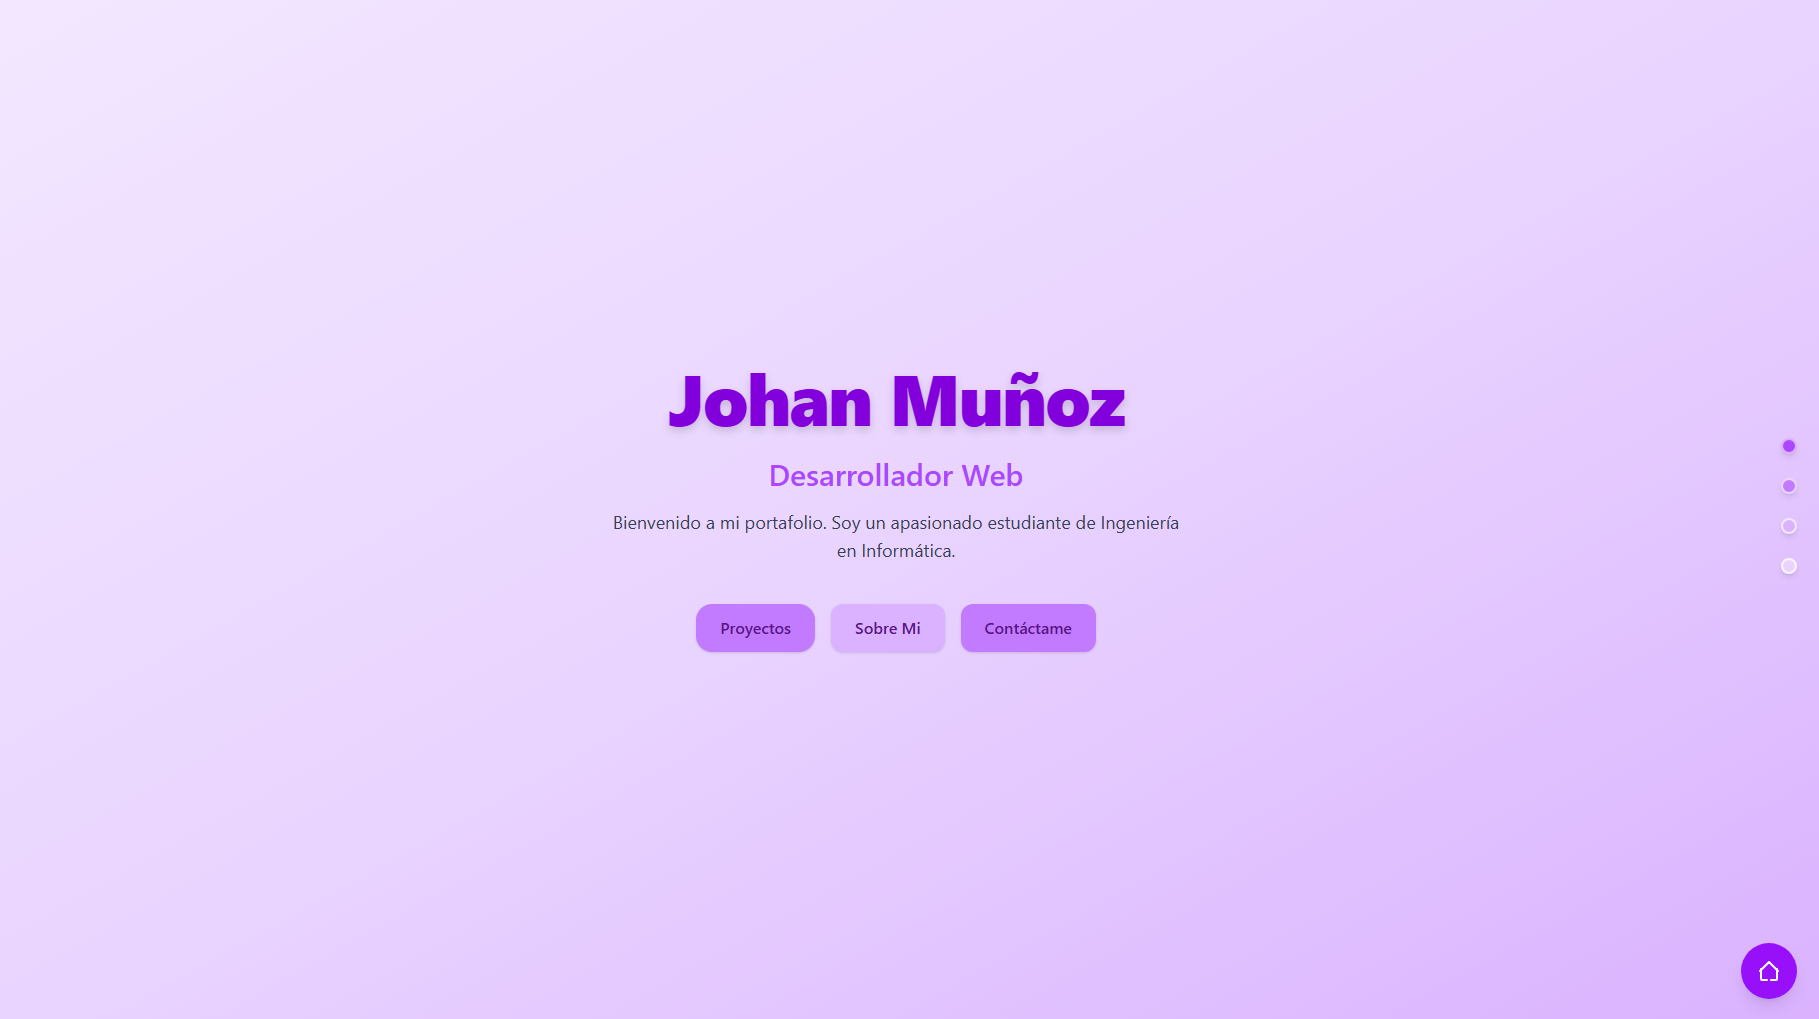 Johan Muñoz
Desarrollador Web
Bienvenido a mi portafolio. Soy un apasionado estudiante de Ingeniería
en Informática.
Proyectos
Sobre Mi
Contáctame